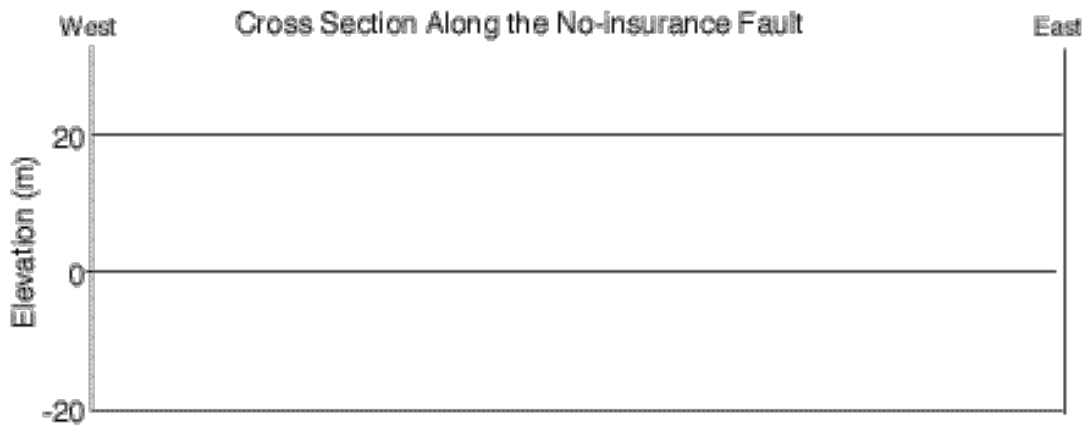 West Cross Section Along the No-insurance Fault East
20
0
-20
Elevation (m)